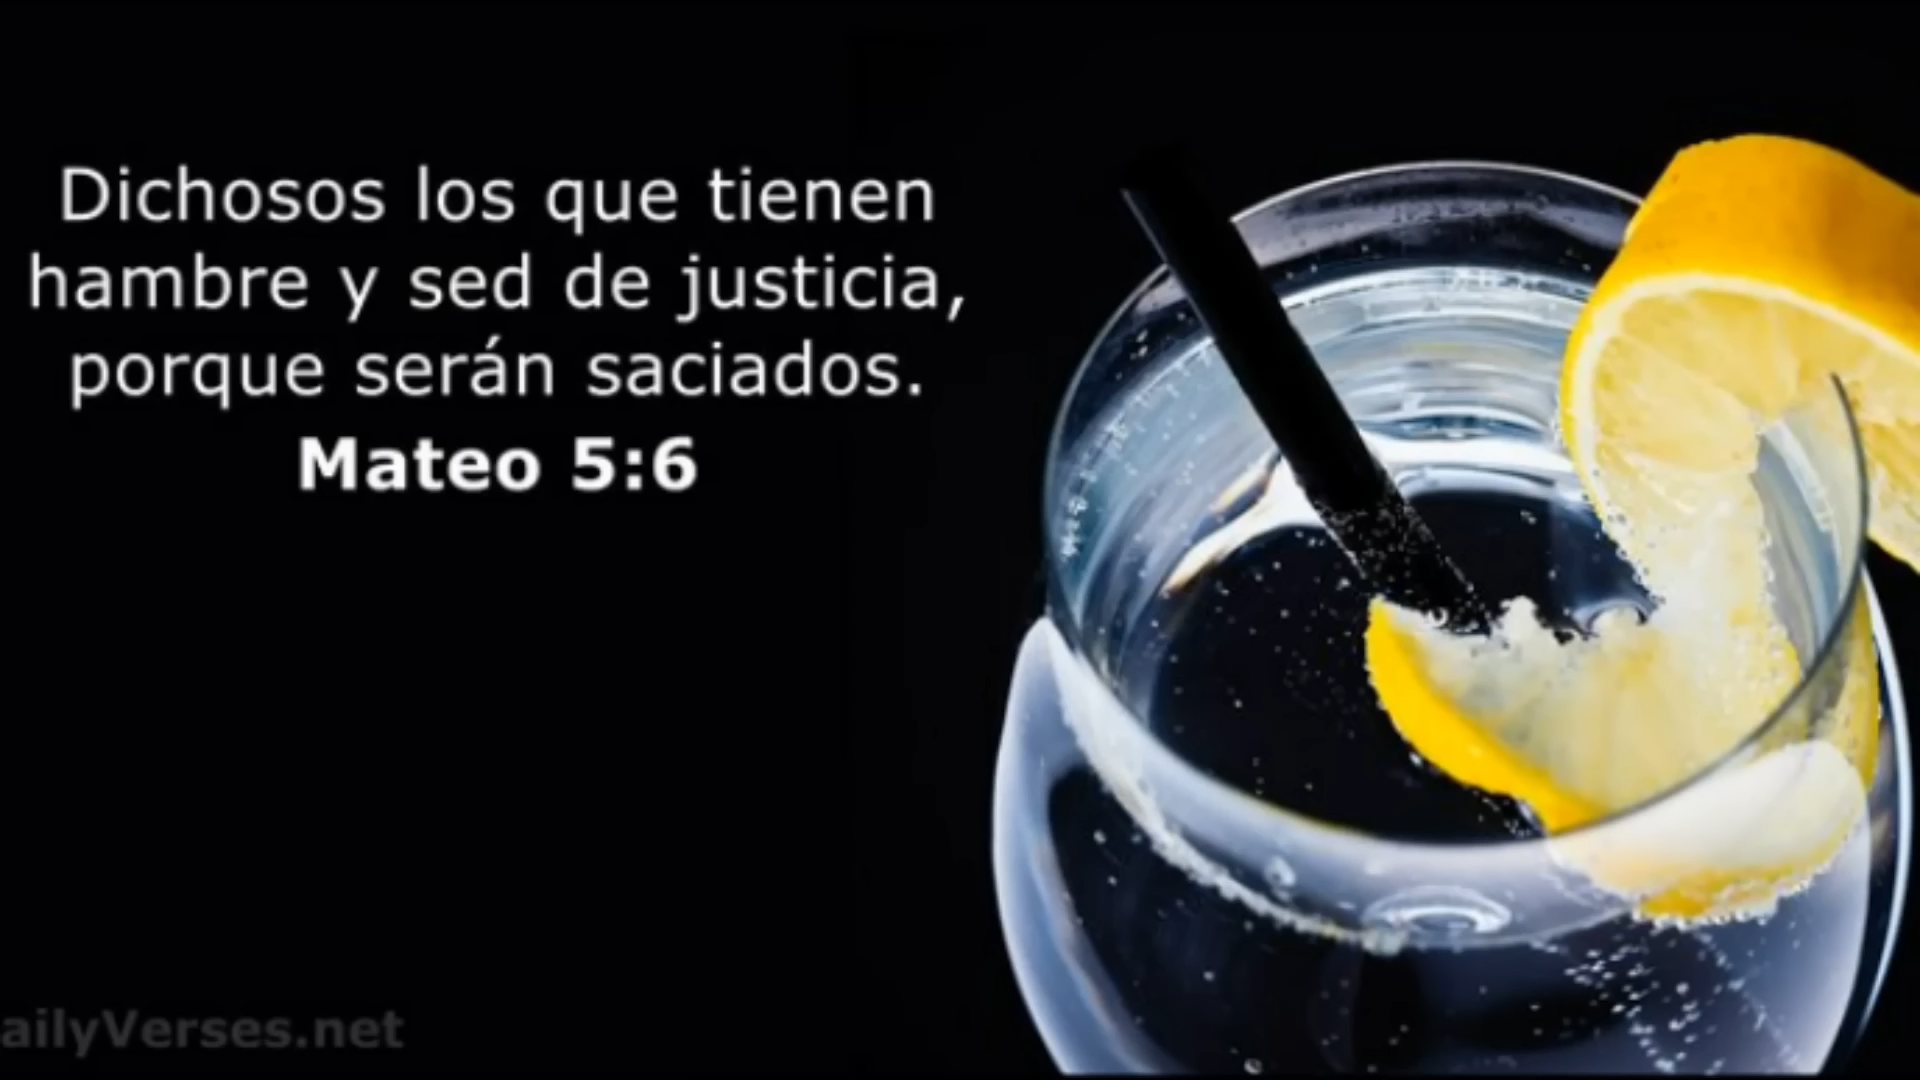 Dichosos los que tienen
hambre y sed de justicia,
porque serán saciados.
Mateo 5:6
ailyVerses.net